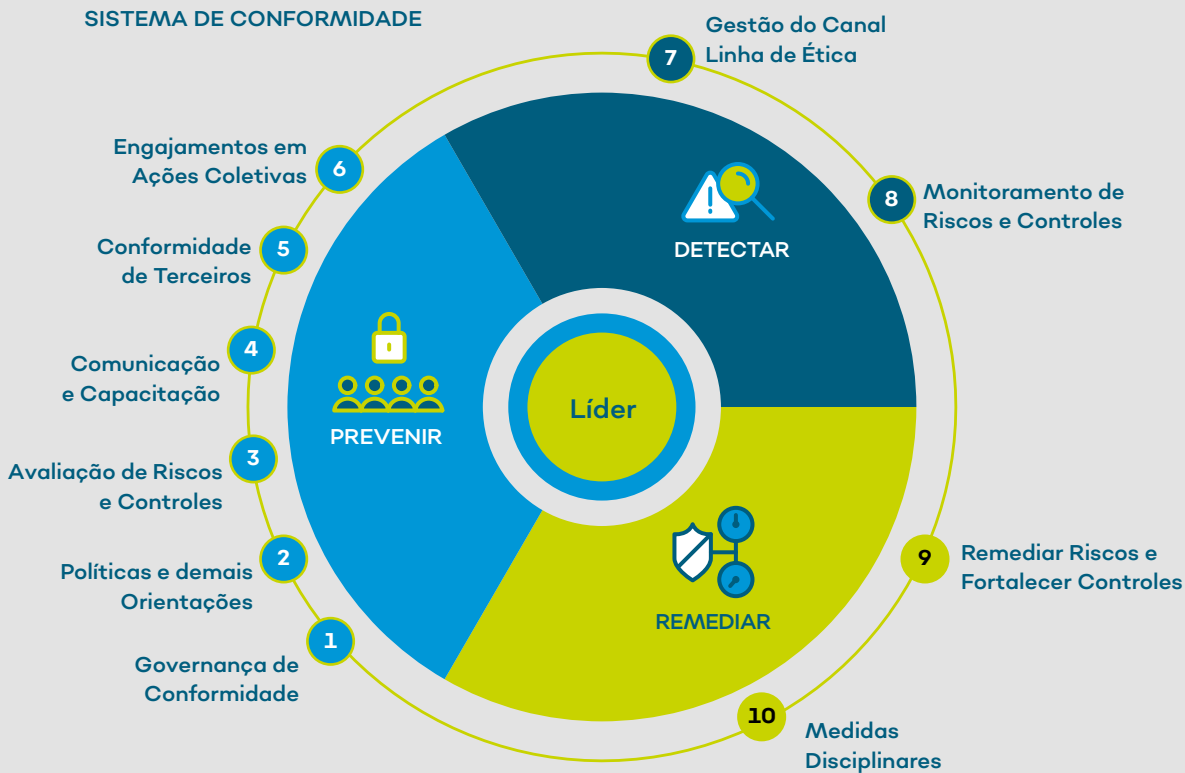 SISTEMA DE CONFORMIDADE
7
Gestão do Canal
Linha de Ética
6
Engajamentos em
Ações Coletivas
8
Monitoramento de
Riscos e Controles
5
Conformidade
de Terceiros
DETECTAR
4
Comunicação
e Capacitação
PREVENIR
Líder
3
Avaliação de Riscos
e Controles
2
Políticas e demais
Orientações
9
Remediar Riscos e
Fortalecer Controles
REMEDIAR
1
Governança de
Conformidade
10
Medidas
Disciplinares